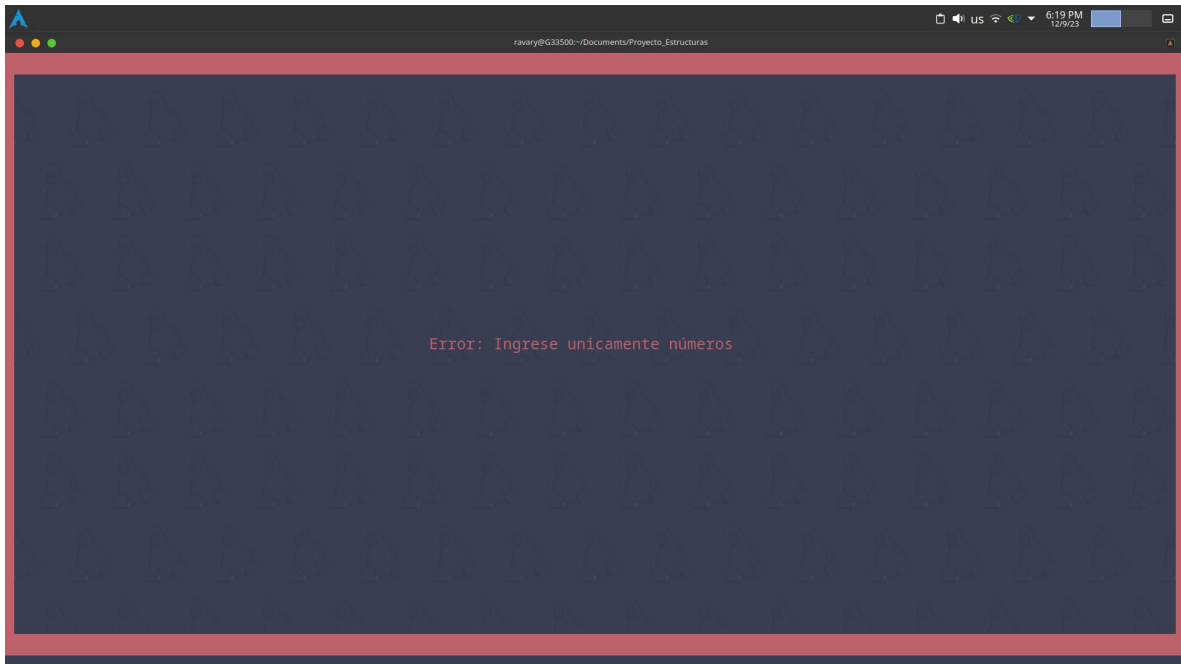 us
6:19 PM
12/9/23
ravary@G33500:~/Documents/Proyecto_Estructuras
Error: Ingrese unicamente números